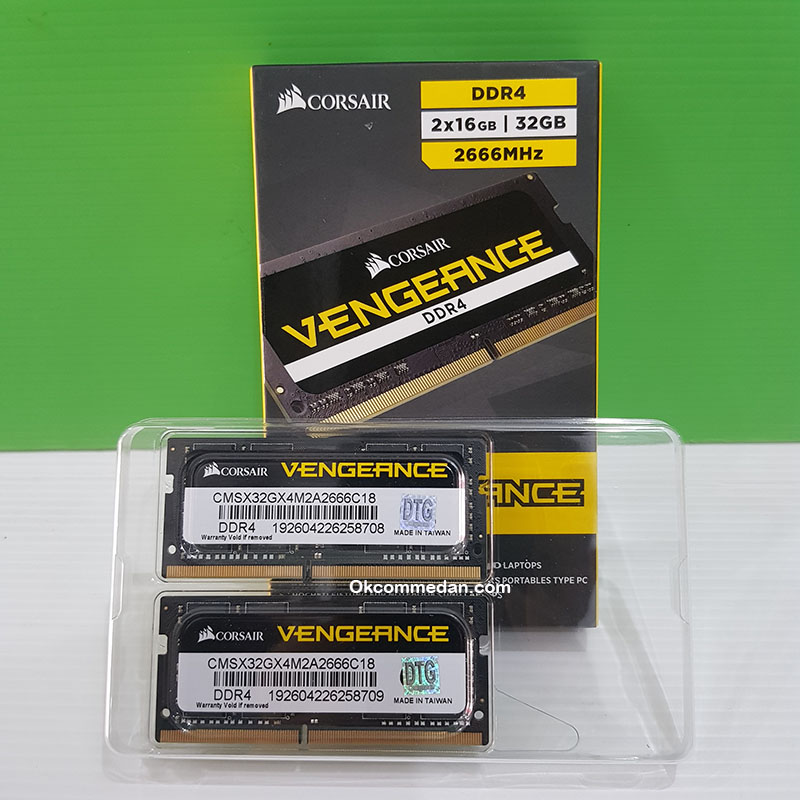 CORSAIR
DDR4
2x16GB | 32GB
2666MHz
CORSAIR
VENGEANCE
DDR4
ANCE
LAPTOPS
PORTABLES TYPE PC
CORSAIR VENGEANCE
CMSX32GX4M2A2666C18
DDR4 192604226258708
Warranty Void if removed
DTG
MADE IN TAIWAN
Okcommedan.com
CORSAIR VENGEANCE
CMSX32GX4M2A2666C18
DDR4 192604226258709
Warranty Void if removed
DTG
MADE IN TAIWAN